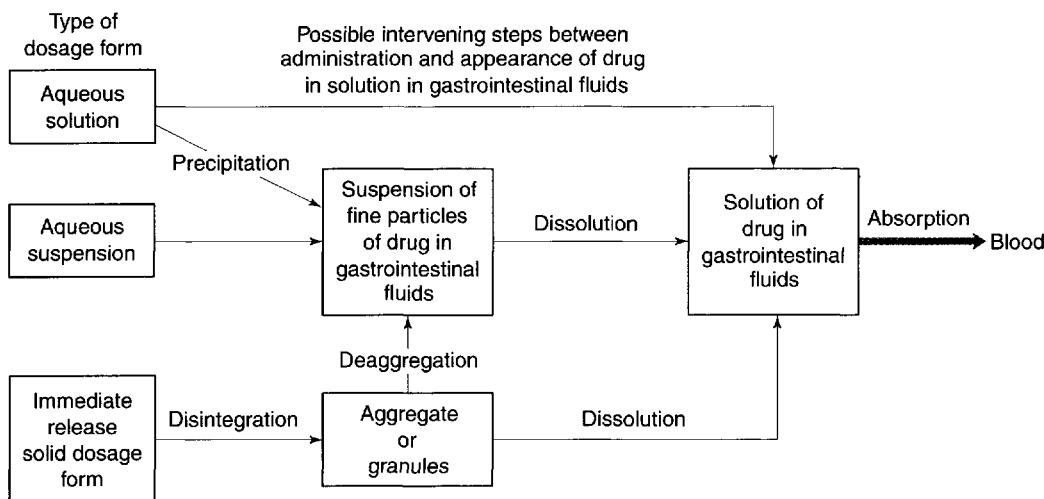 Type of
dosage form
Possible intervening steps between
administration and appearance of drug
in solution in gastrointestinal fluids
Aqueous
solution
Precipitation
Suspension of
fine particles
of drug in
gastrointestinal
fluids
Aqueous
suspension
Dissolution
Solution of
drug in
gastrointestinal
fluids
Absorption
Blood
Deaggregation
Immediate
release
solid dosage
form
Disintegration
Aggregate
or
granules
Dissolution